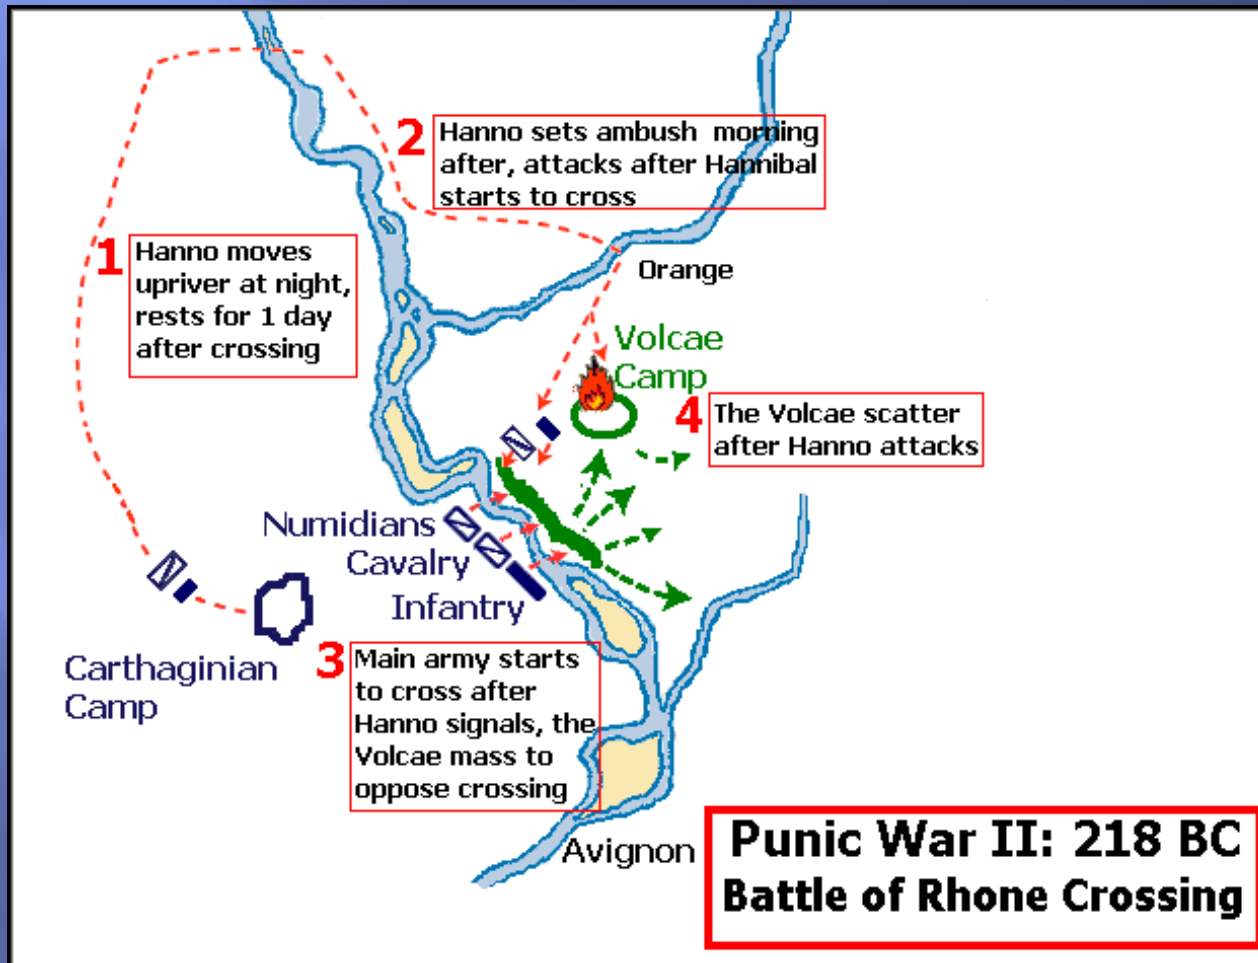 2
Hanno sets ambush morning
after, attacks after Hannibal
starts to cross
1
Hanno moves
upriver at night,
rests for 1 day
after crossing
Orange
Volcae
Camp
4
The Volcae scatter
after Hanno attacks
Numidians
Cavalry
Infantry
Carthaginian
Camp
3
Main army starts
to cross after
Hanno signals, the
Volcae mass to
oppose crossing
Avignon
Punic War II: 218 BC
Battle of Rhone Crossing